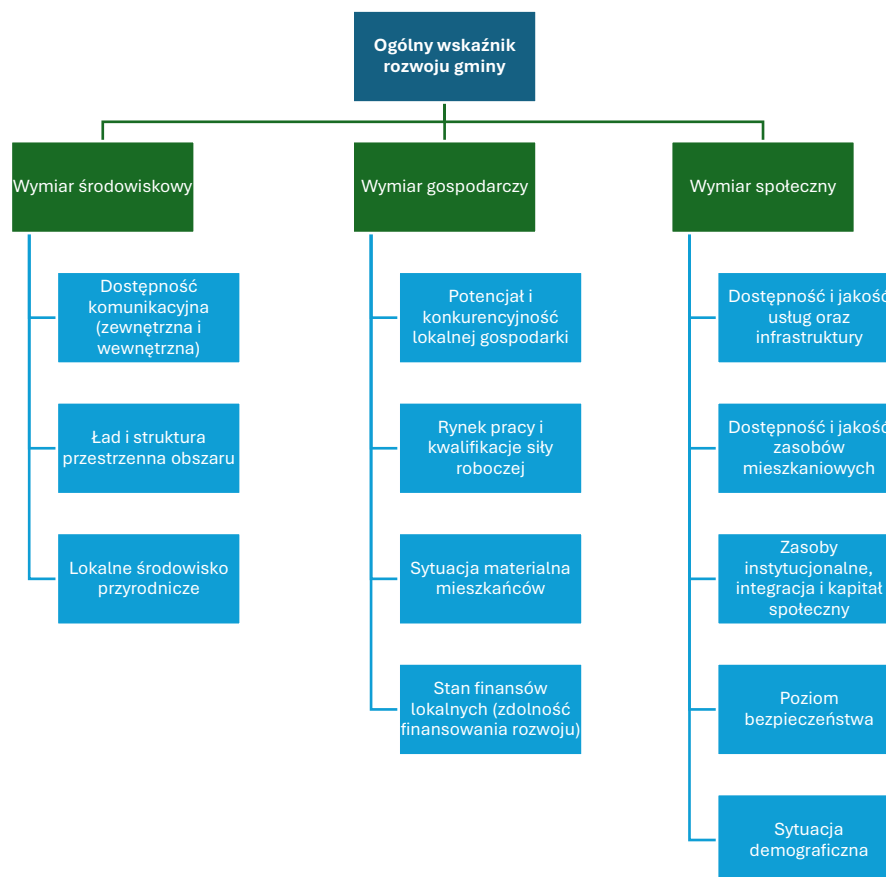 Ogólny wskaźnik
rozwoju gminy
Wymiar środowiskowy
Dostępność
komunikacyjna
(zewnętrzna i
wewnętrzna)
Ład i struktura
przestrzenna obszaru
Lokalne środowisko
przyrodnicze
Wymiar gospodarczy
Potencjał i
konkurencyjność
lokalnej gospodarki
Rynek pracy i
kwalifikacje siły
roboczej
Sytuacja materialna
mieszkańców
Stan finansów
lokalnych (zdolność
finansowania rozwoju)
Wymiar społeczny
Dostępność i jakość
usług oraz
infrastruktury
Dostępność i jakość
zasobów
mieszkaniowych
Zasoby
instytucjonalne,
integracja i kapitał
społeczny
Poziom
bezpieczeństwa
Sytuacja
demograficzna